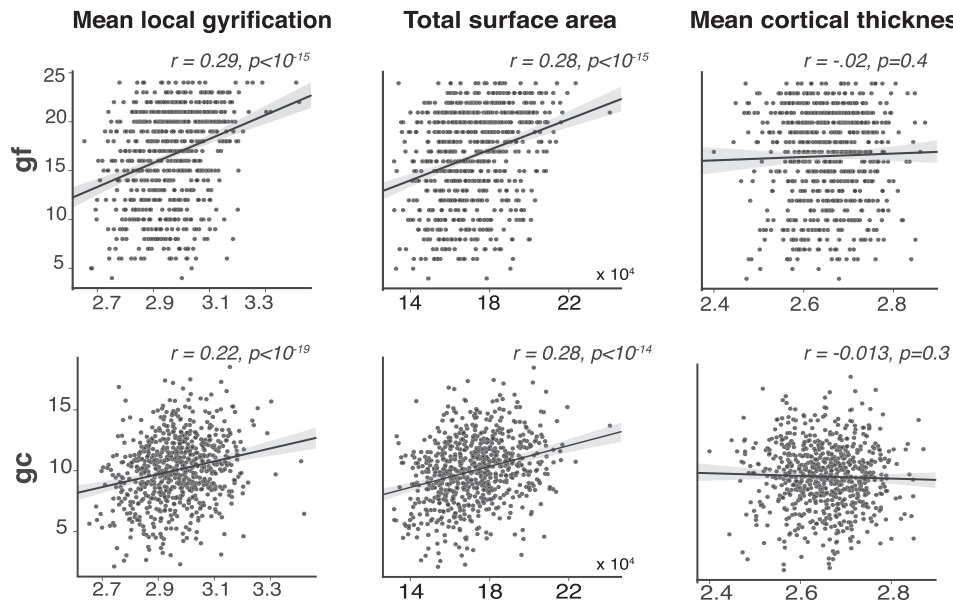 Mean local gyrification Total surface area Mean cortical thicknes
r = 0.29, p<10-15 r = 0.28, p<10-15 r = -.02, p=0.4
gf
25
20
15
10
5
x 10⁴
2.7 2.9 3.1 3.3 14 18 22 2.4 2.6 2.8
r = 0.22, p<10-19 r = 0.28, p<10-14 r = -0.013, p=0.3
gc
15
10
5
x 10⁴
2.7 2.9 3.1 3.3 14 18 22 2.4 2.6 2.8